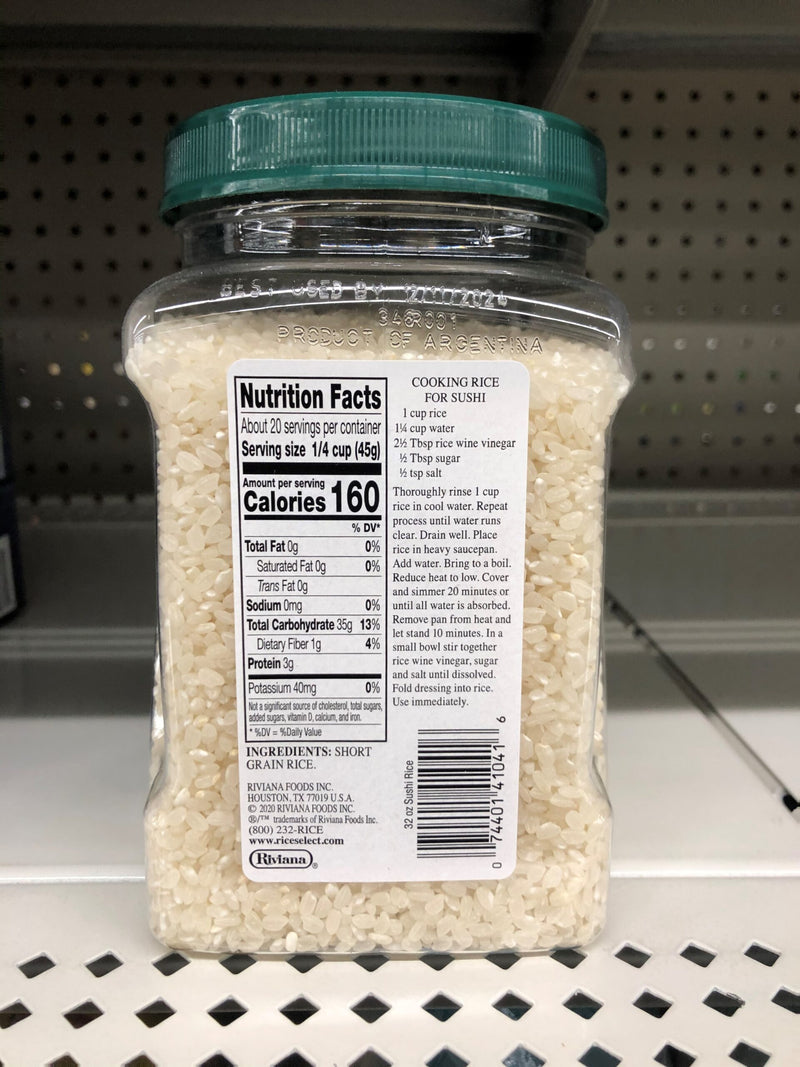 BEST USED BY 12/11/2024
346R001
PRODUCT OF ARGENTINA
Nutrition Facts
About 20 servings per container
Serving size 1/4 cup (45g)
Amount per serving
Calories 160
% DV*
Total Fat 0g 0%
Saturated Fat 0g 0%
Trans Fat 0g
Sodium 0mg 0%
Total Carbohydrate 35g 13%
Dietary Fiber 1g 4%
Protein 3g
Potassium 40mg 0%
Not a significant source of cholesterol, total sugars,
added sugars, vitamin D, calcium, and iron.
* %DV = %Daily Value
INGREDIENTS: SHORT
GRAIN RICE.
RIVIANA FOODS INC.
HOUSTON, TX 77019 U.S.A.
© 2020 RIVIANA FOODS INC.
®/™ trademarks of Riviana Foods Inc.
(800) 232-RICE
www.riceselect.com
Riviana®
COOKING RICE
FOR SUSHI
1 cup rice
1¼ cup water
2½ Tbsp rice wine vinegar
½ Tbsp sugar
½ tsp salt
Thoroughly rinse 1 cup
rice in cool water. Repeat
process until water runs
clear. Drain well. Place
rice in heavy saucepan.
Add water. Bring to a boil.
Reduce heat to low. Cover
and simmer 20 minutes or
until all water is absorbed.
Remove pan from heat and
let stand 10 minutes. In a
small bowl stir together
rice wine vinegar, sugar
and salt until dissolved.
Fold dressing into rice.
Use immediately.
32 oz Sushi Rice
0 74401 41041 6